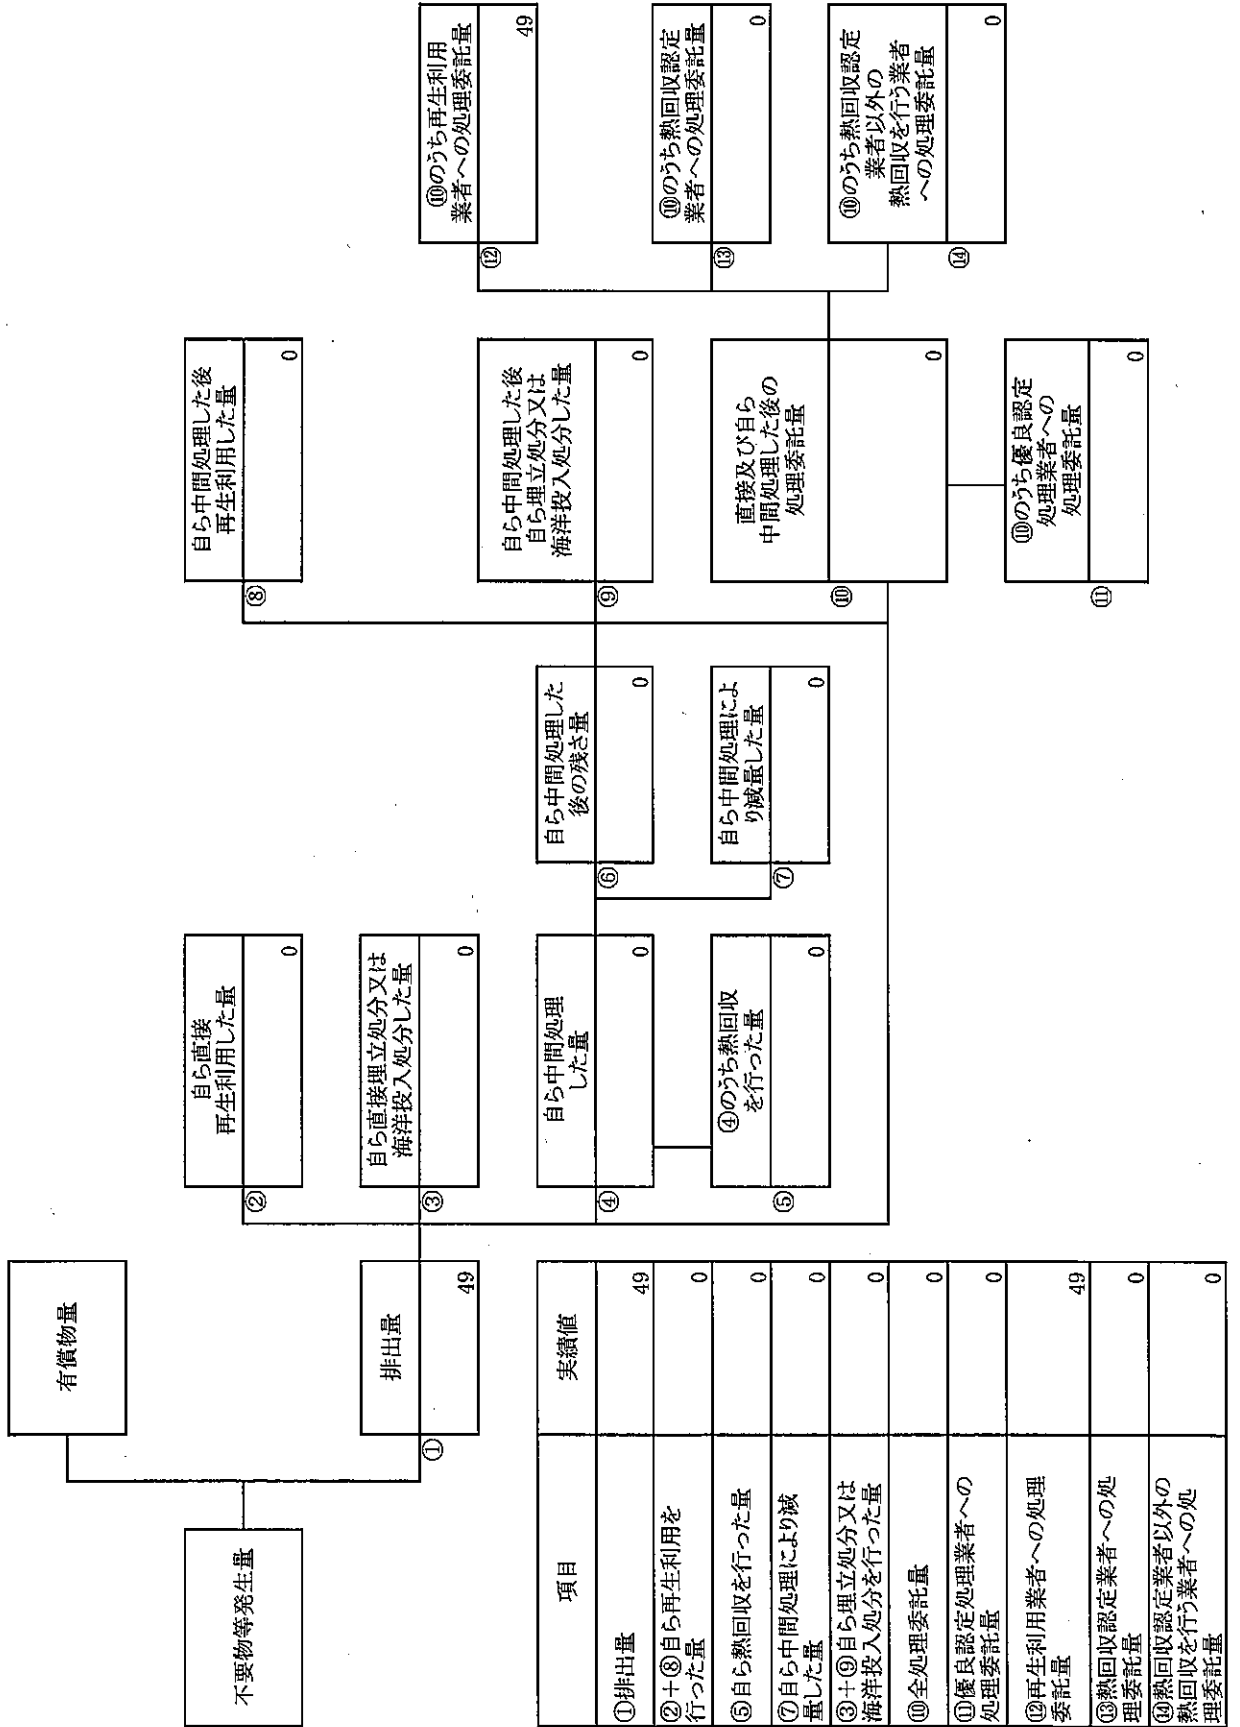 不要物等発生量
有償物量
排出量
①
49
自ら直接
再生利用した量
②
0
自ら直接埋立処分又は
海洋投入処分した量
③
0
自ら中間処理
した量
④
0
④のうち熱回収
を行った量
⑤
0
自ら中間処理した
後の残さ量
⑥
0
自ら中間処理によ
り減量した量
⑦
0
自ら中間処理した後
再生利用した量
⑧
0
自ら中間処理した後
自ら埋立処分又は
海洋投入処分した量
⑨
0
直接及び自ら
中間処理した後の
処理委託量
⑩
0
⑩のうち優良認定
処理業者への
処理委託量
⑪
0
⑩のうち再生利用
業者への処理委託量
⑫
49
⑩のうち熱回収認定
業者への処理委託量
⑬
0
⑩のうち熱回収認定
業者以外の
熱回収を行う業者
への処理委託量
⑭
0
項目 実績値
①排出量 49
②+⑧自ら再生利用を
行った量 0
⑤自ら熱回収を行った量 0
⑦自ら中間処理により減
量した量 0
③+⑨自ら埋立処分又は
海洋投入処分を行った量 0
⑩全処理委託量 0
⑪優良認定処理業者への
処理委託量 0
⑫再生利用業者への処理
委託量 49
⑬熱回収認定業者への処
理委託量 0
⑭熱回収認定業者以外の
熱回収を行う業者への処
理委託量 0